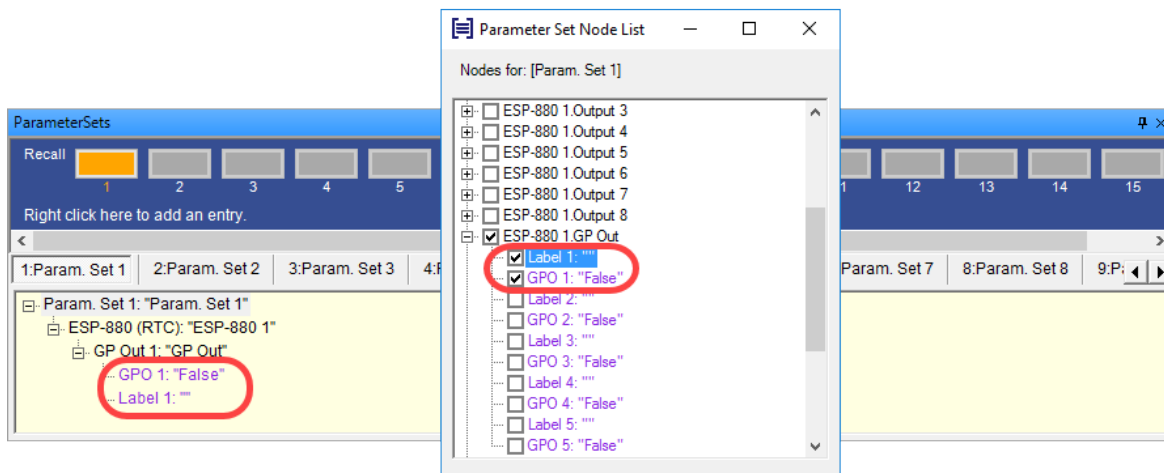 Parameter Set Node List
Nodes for: [Param. Set 1]
ESP-880 1.Output 3
ESP-880 1.Output 4
ESP-880 1.Output 5
ESP-880 1.Output 6
ESP-880 1.Output 7
ESP-880 1.Output 8
ESP-880 1.GP Out
Label 1: ""
GPO 1: "False"
Label 2: ""
GPO 2: "False"
Label 3: ""
GPO 3: "False"
Label 4: ""
GPO 4: "False"
Label 5: ""
GPO 5: "False"
ParameterSets
Recall
1 2 3 4 5 12 13 14 15
Right click here to add an entry.
1:Param. Set 1 2:Param. Set 2 3:Param. Set 3 Param. Set 7 8:Param. Set 8
Param. Set 1: "Param. Set 1"
ESP-880 (RTC): "ESP-880 1"
GP Out 1: "GP Out"
GPO 1: "False"
Label 1: ""